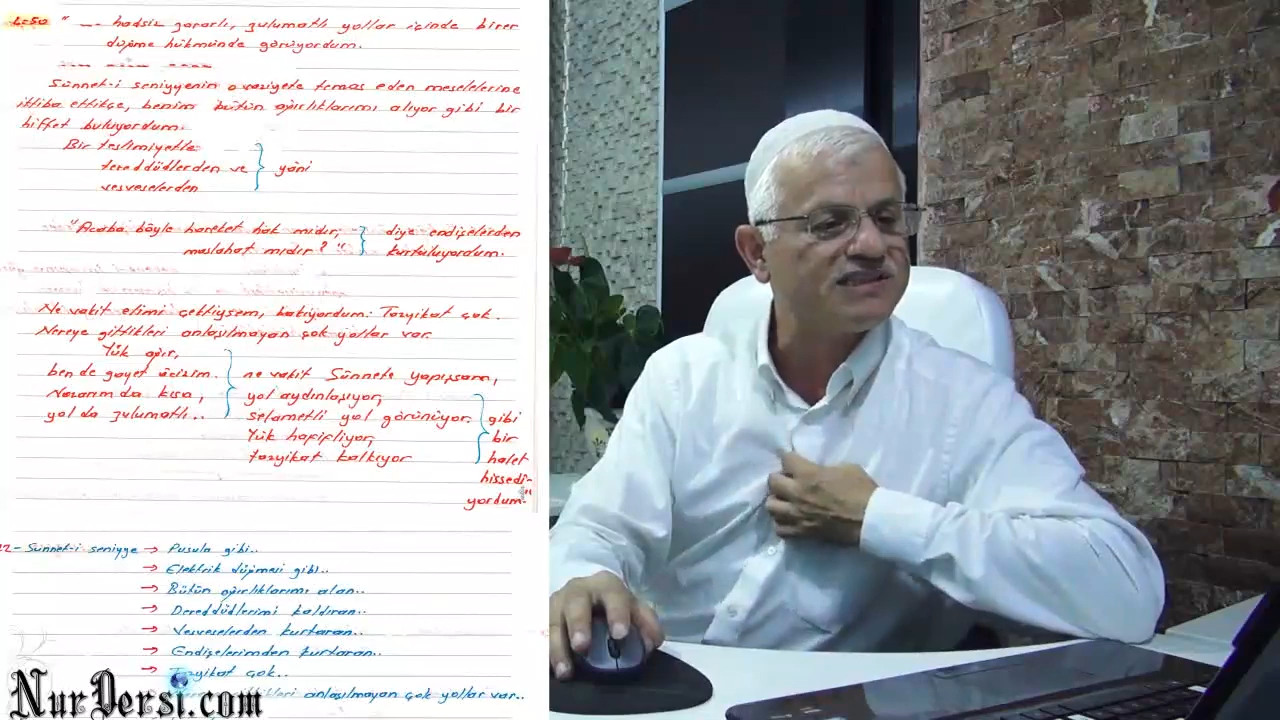 L=50 " — hadsiz zararlı, zulumatlı yollar içinde birer
düğme hükmünde görüyordum.
Sünnet-i seniyyenin o vaziyete temas eden meselelerine
ittiba ettikçe, benim bütün ağırlıklarımı alıyor gibi bir
hiffet buluyordum.
Bir teslimiyetle
tereddüdlerden ve
vesveselerden
yâni
"Acaba böyle hareket hak mıdır,
maslahat mıdır?"
diye endişelerden
kurtuluyordum.
Ne vakit elimi çektiysem, bakıyordum: Tazyikat çok.
Nereye gittikleri anlaşılmayan çok yollar var.
Yük ağır,
ben de gayet âcizim.
Nazarım da kısa,
yol da zulumatlı..
ne vakit Sünnete yapışsam,
yol aydınlaşıyor,
selametli yol görünüyor.
Yük hafifliyor,
tazyikat kalkıyor
gibi
bir
halet
hissedi-
yordum."
Sünnet-i seniyye → Pusula gibi..
→ Elektrik düğmesi gibi..
→ Bütün ağırlıklarımı alan..
→ Dereddüdlerimi kaldıran..
→ Vesveselerden kurtaran..
→ Endişelerimden kurtaran..
→ Tazyikat çok..
anlaşılmayan çok yollar var..
NurDersi.com